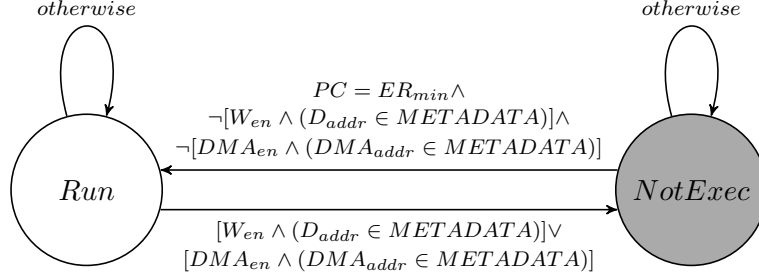 otherwise
otherwise
PC = ER_min ∧
¬[W_en ∧ (D_addr ∈ METADATA)]∧
¬[DMA_en ∧ (DMA_addr ∈ METADATA)]
Run
NotExec
[W_en ∧ (D_addr ∈ METADATA)]∨
[DMA_en ∧ (DMA_addr ∈ METADATA)]